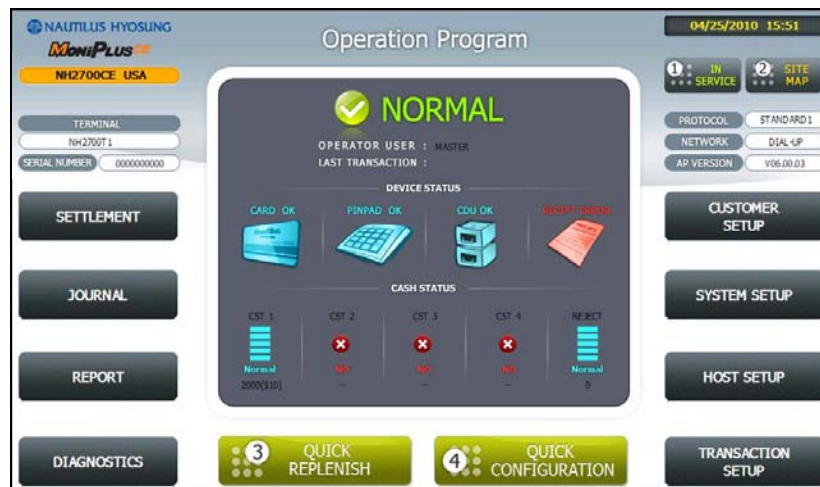 NAUTILUS HYOSUNG
MoniPlus CE
NH2700CE USA
Operation Program
04/25/2010 15:51
1 IN SERVICE
2 SITE MAP
TERMINAL
NH2700T1
SERIAL NUMBER 0000000000
PROTOCOL STANDARD1
NETWORK DIAL-UP
AP VERSION V06.00.03
NORMAL
OPERATOR USER : MASTER
LAST TRANSACTION :
DEVICE STATUS
CARD OK PINPAD OK CDU OK RECIPT ERROR
CASH STATUS
CST 1 CST 2 CST 3 CST 4 REJECT
Normal No No No Normal
2000($10) -- -- -- 0
SETTLEMENT
JOURNAL
REPORT
DIAGNOSTICS
CUSTOMER
SETUP
SYSTEM SETUP
HOST SETUP
TRANSACTION
SETUP
3 QUICK
REPLENISH
4 QUICK
CONFIGURATION